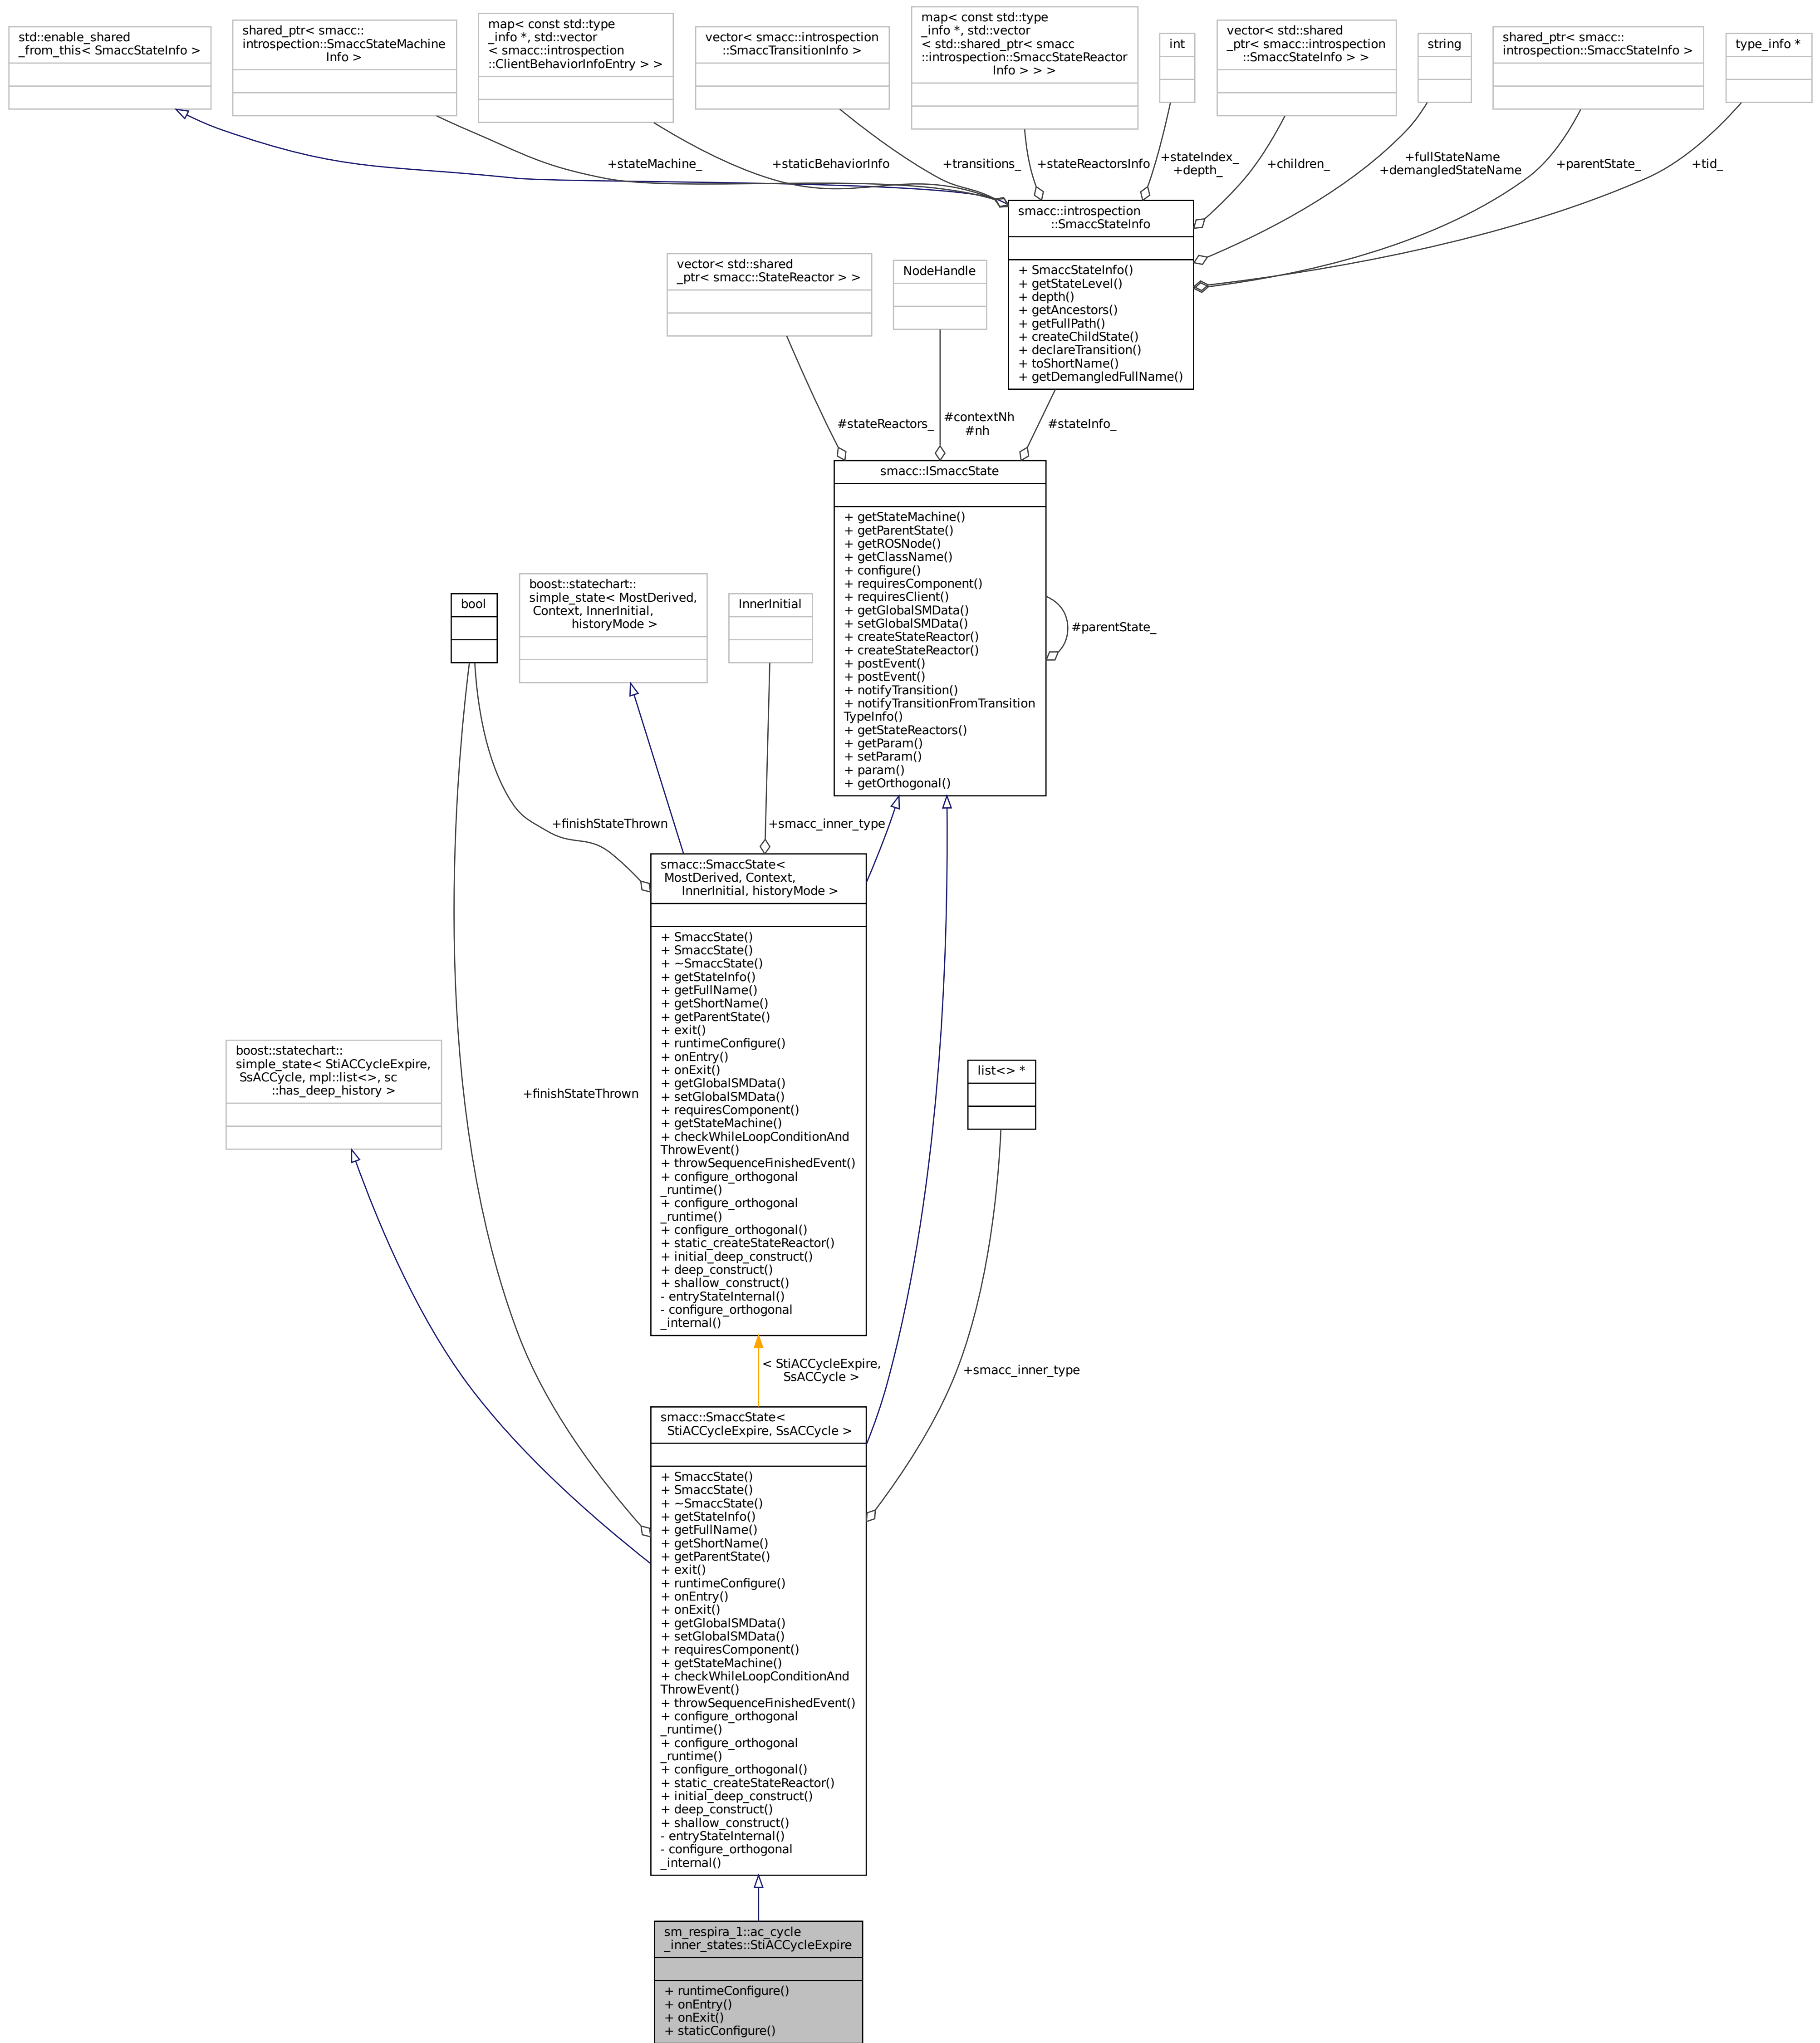 std::enable_shared
_from_this< SmaccStateInfo >
shared_ptr< smacc::
introspection::SmaccStateMachine
Info >
map< const std::type
_info *, std::vector
< smacc::introspection
::ClientBehaviorInfoEntry > >
vector< smacc::introspection
::SmaccTransitionInfo >
map< const std::type
_info *, std::vector
< std::shared_ptr< smacc
::introspection::SmaccStateReactor
Info > > >
int
vector< std::shared
_ptr< smacc::introspection
::SmaccStateInfo > >
string
shared_ptr< smacc::
introspection::SmaccStateInfo >
type_info *
+stateMachine_
+staticBehaviorInfo
+transitions_
+stateReactorsInfo
+stateIndex_
+depth_
+children_
+fullStateName
+demangledStateName
+parentState_
+tid_
smacc::introspection
::SmaccStateInfo
+ SmaccStateInfo()
+ getStateLevel()
+ depth()
+ getAncestors()
+ getFullPath()
+ createChildState()
+ declareTransition()
+ toShortName()
+ getDemangledFullName()
vector< std::shared
_ptr< smacc::StateReactor > >
NodeHandle
#stateReactors_
#contextNh
#nh
#stateInfo_
smacc::ISmaccState
+ getStateMachine()
+ getParentState()
+ getROSNode()
+ getClassName()
+ configure()
+ requiresComponent()
+ requiresClient()
+ getGlobalSMData()
+ setGlobalSMData()
+ createStateReactor()
+ createStateReactor()
+ postEvent()
+ postEvent()
+ notifyTransition()
+ notifyTransitionFromTransition
TypeInfo()
+ getStateReactors()
+ getParam()
+ setParam()
+ param()
+ getOrthogonal()
#parentState_
bool
boost::statechart::
simple_state< MostDerived,
Context, InnerInitial,
historyMode >
InnerInitial
+finishStateThrown
+smacc_inner_type
smacc::SmaccState<
MostDerived, Context,
InnerInitial, historyMode >
+ SmaccState()
+ SmaccState()
+ ~SmaccState()
+ getStateInfo()
+ getFullName()
+ getShortName()
+ getParentState()
+ exit()
+ runtimeConfigure()
+ onEntry()
+ onExit()
+ getGlobalSMData()
+ setGlobalSMData()
+ requiresComponent()
+ getStateMachine()
+ checkWhileLoopConditionAnd
ThrowEvent()
+ throwSequenceFinishedEvent()
+ configure_orthogonal
_runtime()
+ configure_orthogonal
_runtime()
+ configure_orthogonal()
+ static_createStateReactor()
+ initial_deep_construct()
+ deep_construct()
+ shallow_construct()
- entryStateInternal()
- configure_orthogonal
_internal()
boost::statechart::
simple_state< StiACCycleExpire,
SsACCycle, mpl::list<>, sc
::has_deep_history >
+finishStateThrown
list<> *
< StiACCycleExpire,
SsACCycle >
+smacc_inner_type
smacc::SmaccState<
StiACCycleExpire, SsACCycle >
+ SmaccState()
+ SmaccState()
+ ~SmaccState()
+ getStateInfo()
+ getFullName()
+ getShortName()
+ getParentState()
+ exit()
+ runtimeConfigure()
+ onEntry()
+ onExit()
+ getGlobalSMData()
+ setGlobalSMData()
+ requiresComponent()
+ getStateMachine()
+ checkWhileLoopConditionAnd
ThrowEvent()
+ throwSequenceFinishedEvent()
+ configure_orthogonal
_runtime()
+ configure_orthogonal
_runtime()
+ configure_orthogonal()
+ static_createStateReactor()
+ initial_deep_construct()
+ deep_construct()
+ shallow_construct()
- entryStateInternal()
- configure_orthogonal
_internal()
sm_respira_1::ac_cycle
_inner_states::StiACCycleExpire
+ runtimeConfigure()
+ onEntry()
+ onExit()
+ staticConfigure()